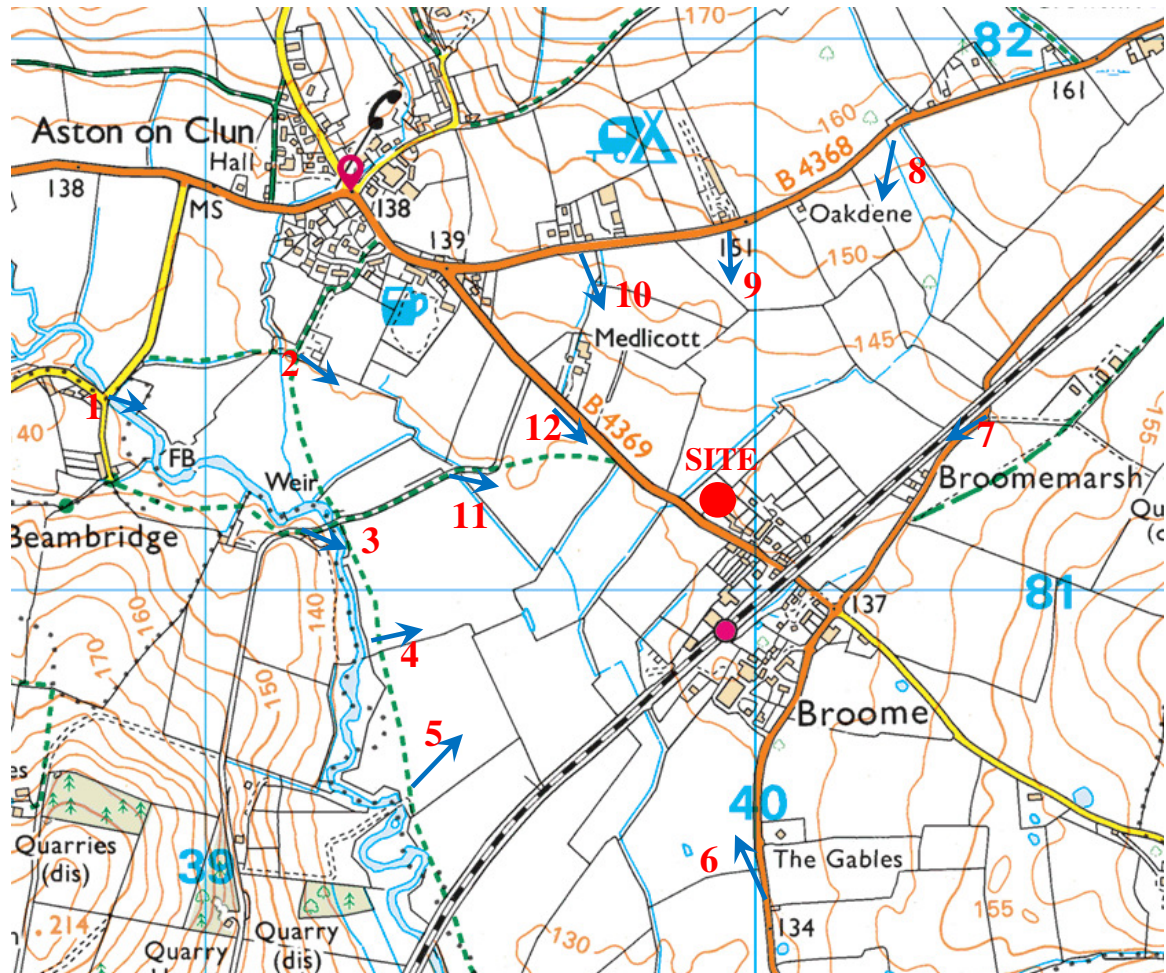 170
82
161
Aston on Clun
Hall
160
B 4368
8
138
MS
138
Oakdene
139
151
150
10
9
Medlicott
145
2
1
140
12
B 4369
7
155
FB
SITE
Weir
Broomemarsh
11
Beambridge
3
160
140
137
81
170
4
150
5
Broome
40
Quarries
(dis)
39
6
The Gables
214
Quarry
Quarry
(dis)
130
134
155